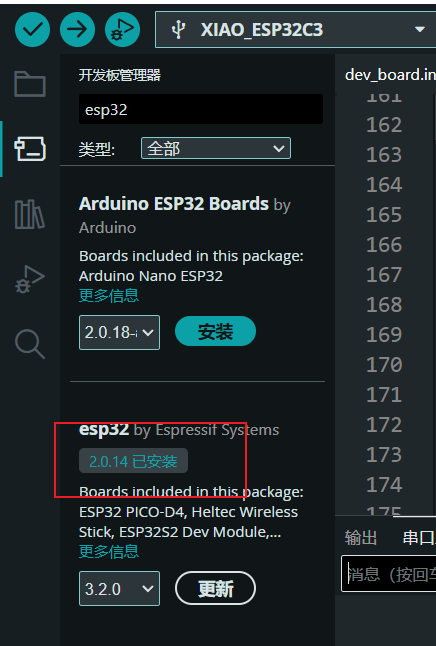 XIAO_ESP32C3
开发板管理器
esp32
类型:
全部
Arduino ESP32 Boards by
Arduino
Boards included in this package:
Arduino Nano ESP32
更多信息
2.0.18-
安装
esp32 by Espressif Systems
2.0.14 已安装
Boards included in this package:
ESP32 PICO-D4, Heltec Wireless
Stick, ESP32S2 Dev Module,...
更多信息
3.2.0
更新
dev_board.in
161
162
163
164
165
166
167
168
169
170
171
172
173
174
175
输出
串口
消息（按回车